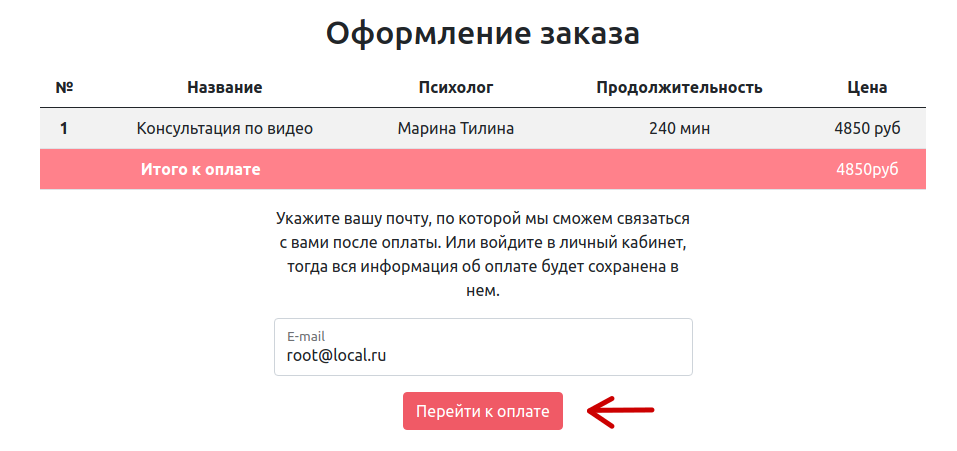 Оформление заказа
№ Название Психолог Продолжительность Цена
1 Консультация по видео Марина Тилина 240 мин 4850 руб
Итого к оплате 4850руб
Укажите вашу почту, по которой мы сможем связаться
с вами после оплаты. Или войдите в личный кабинет,
тогда вся информация об оплате будет сохранена в
нем.
E-mail
root@local.ru
Перейти к оплате